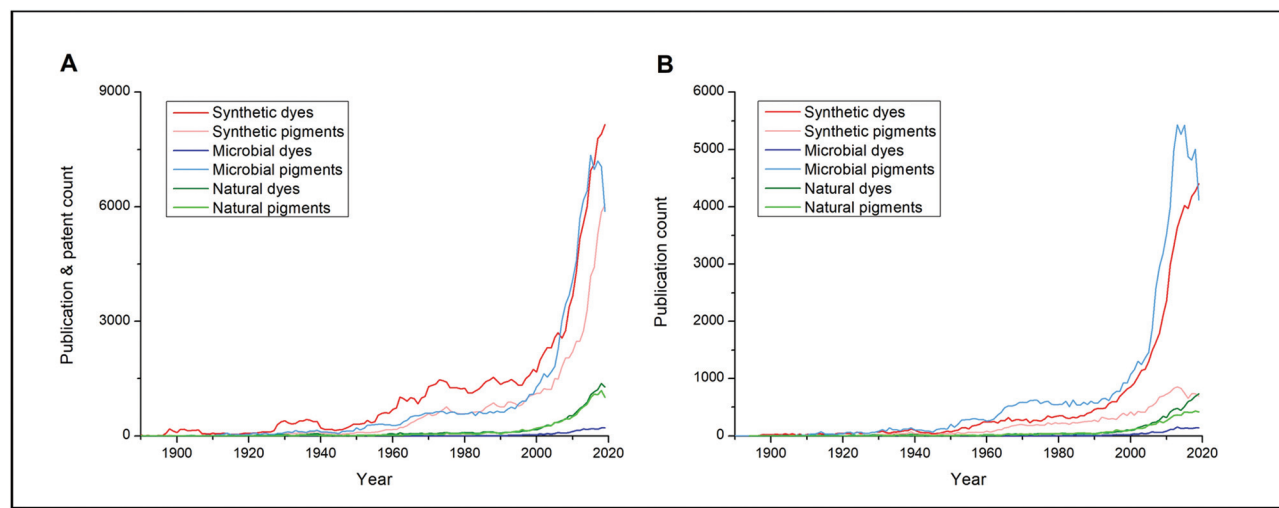 A
Publication & patent count
9000
6000
3000
0
Synthetic dyes
Synthetic pigments
Microbial dyes
Microbial pigments
Natural dyes
Natural pigments
1900 1920 1940 1960 1980 2000 2020
Year
B
Publication count
6000
5000
4000
3000
2000
1000
0
Synthetic dyes
Synthetic pigments
Microbial dyes
Microbial pigments
Natural dyes
Natural pigments
1900 1920 1940 1960 1980 2000 2020
Year